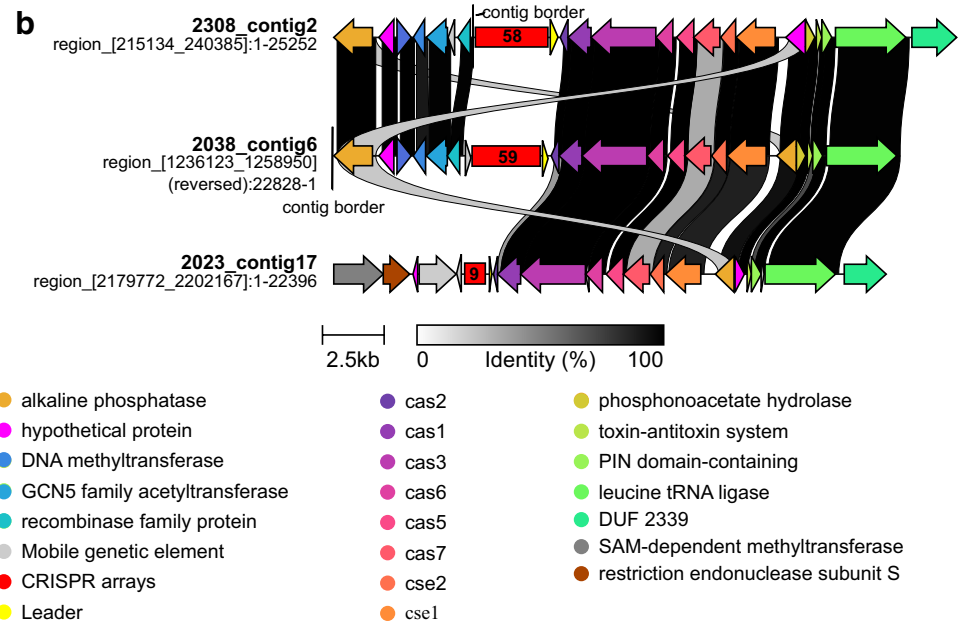 b
2308_contig2
region_[215134_240385]:1-25252
contig border
58
2038_contig6
region_[1236123_1258950]
(reversed):22828-1
59
contig border
2023_contig17
region_[2179772_2202167]:1-22396
9
2.5kb
0 Identity (%) 100
alkaline phosphatase
hypothetical protein
DNA methyltransferase
GCN5 family acetyltransferase
recombinase family protein
Mobile genetic element
CRISPR arrays
Leader
cas2
cas1
cas3
cas6
cas5
cas7
cse2
cse1
phosphonoacetate hydrolase
toxin-antitoxin system
PIN domain-containing
leucine tRNA ligase
DUF 2339
SAM-dependent methyltransferase
restriction endonuclease subunit S